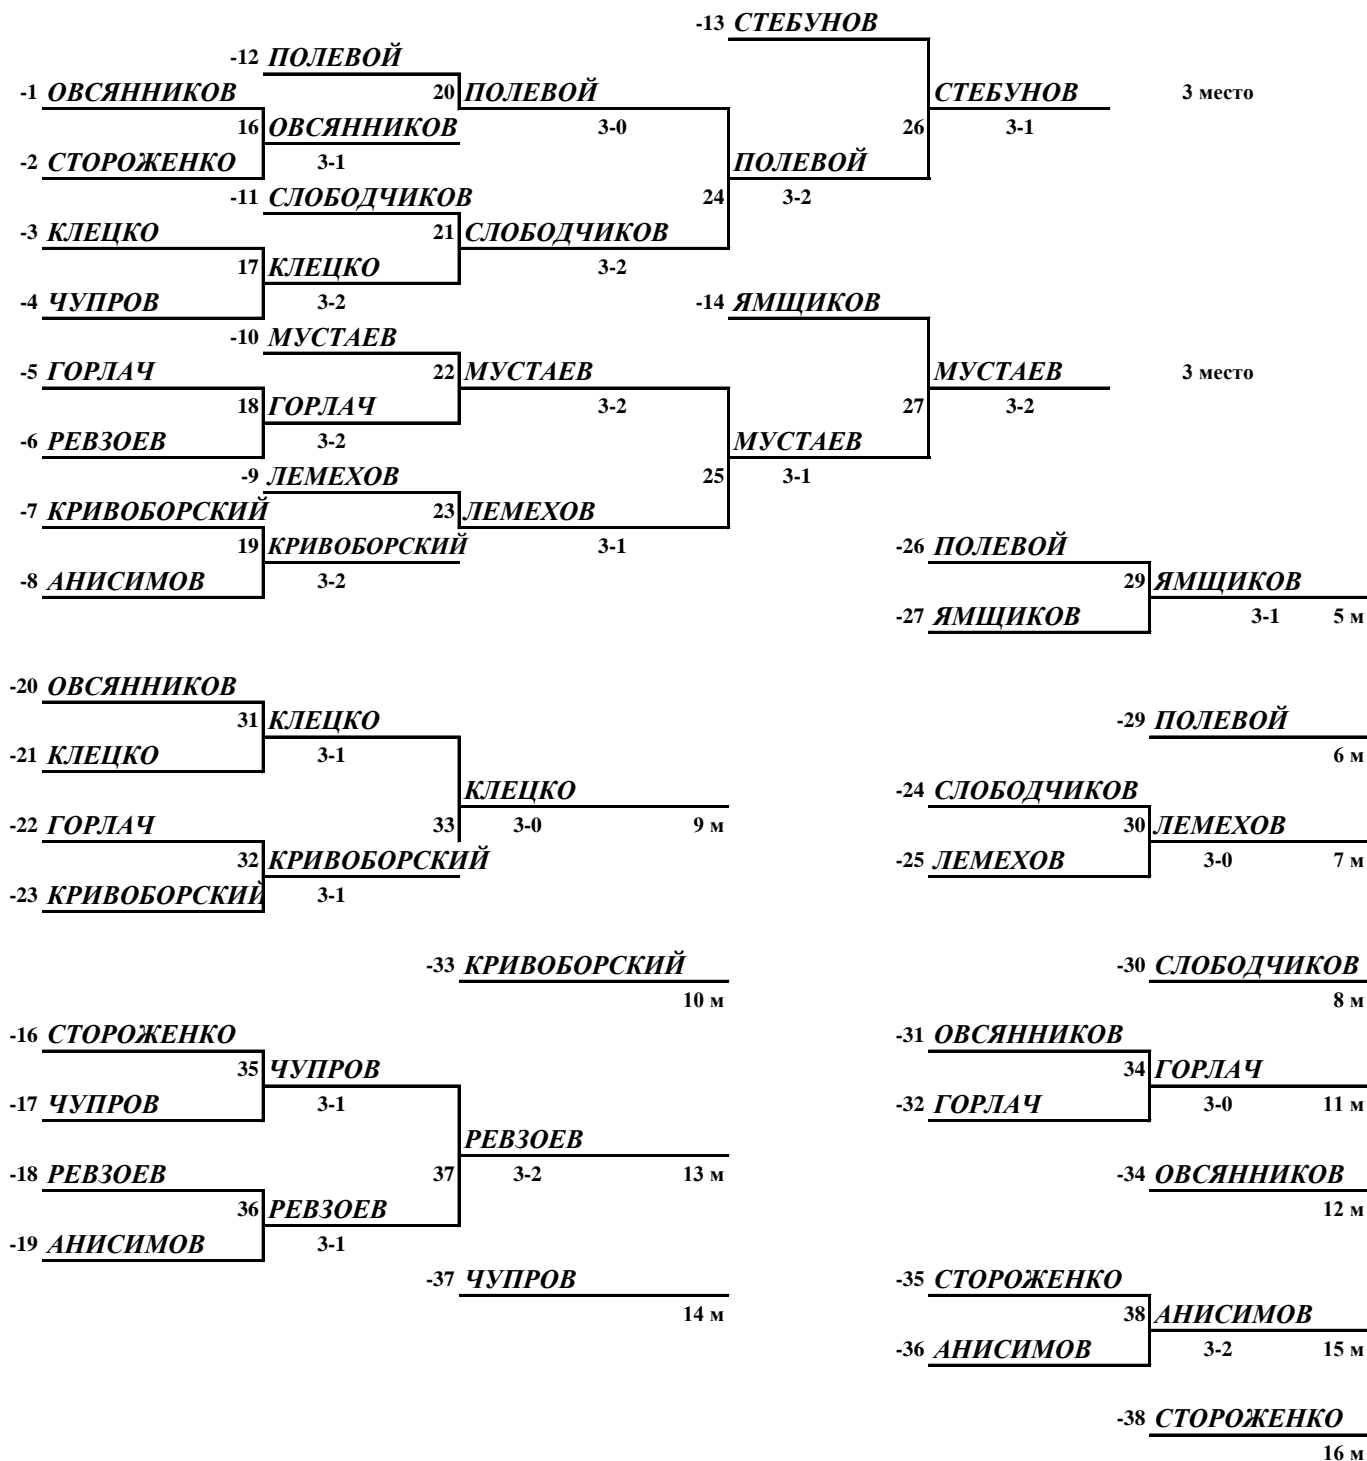 -13 СТЕБУНОВ
-12 ПОЛЕВОЙ
-1 ОВСЯННИКОВ 20 ПОЛЕВОЙ СТЕБУНОВ 3 место
16 ОВСЯННИКОВ 3-0 26 3-1
-2 СТОРОЖЕНКО 3-1 ПОЛЕВОЙ
-11 СЛОБОДЧИКОВ 24 3-2
-3 КЛЕЦКО 21 СЛОБОДЧИКОВ
17 КЛЕЦКО 3-2
-4 ЧУПРОВ 3-2 -14 ЯМЩИКОВ
-10 МУСТАЕВ
-5 ГОРЛАЧ 22 МУСТАЕВ МУСТАЕВ 3 место
18 ГОРЛАЧ 3-2 27 3-2
-6 РЕВЗОЕВ 3-2 МУСТАЕВ
-9 ЛЕМЕХОВ 25 3-1
-7 КРИВОБОРСКИЙ 23 ЛЕМЕХОВ
19 КРИВОБОРСКИЙ 3-1 -26 ПОЛЕВОЙ
-8 АНИСИМОВ 3-2 29 ЯМЩИКОВ
-27 ЯМЩИКОВ 3-1 5 м
-20 ОВСЯННИКОВ
31 КЛЕЦКО -29 ПОЛЕВОЙ
-21 КЛЕЦКО 3-1 6 м
КЛЕЦКО -24 СЛОБОДЧИКОВ
-22 ГОРЛАЧ 33 3-0 9 м 30 ЛЕМЕХОВ
32 КРИВОБОРСКИЙ -25 ЛЕМЕХОВ 3-0 7 м
-23 КРИВОБОРСКИЙ 3-1
-33 КРИВОБОРСКИЙ -30 СЛОБОДЧИКОВ
10 м 8 м
-16 СТОРОЖЕНКО -31 ОВСЯННИКОВ
35 ЧУПРОВ 34 ГОРЛАЧ
-17 ЧУПРОВ 3-1 -32 ГОРЛАЧ 3-0 11 м
РЕВЗОЕВ
-18 РЕВЗОЕВ 37 3-2 13 м -34 ОВСЯННИКОВ
36 РЕВЗОЕВ 12 м
-19 АНИСИМОВ 3-1
-37 ЧУПРОВ -35 СТОРОЖЕНКО
14 м 38 АНИСИМОВ
-36 АНИСИМОВ 3-2 15 м
-38 СТОРОЖЕНКО
16 м